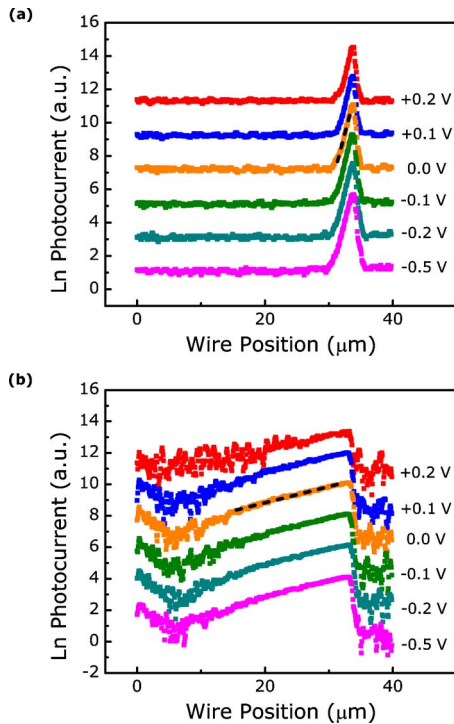 (a)
Ln Photocurrent (a.u.)
16
14
12
10
8
6
4
2
0
+0.2 V
+0.1 V
0.0 V
-0.1 V
-0.2 V
-0.5 V
0
20
40
Wire Position (μm)
(b)
Ln Photocurrent (a.u.)
16
14
12
10
8
6
4
2
0
-2
+0.2 V
+0.1 V
0.0 V
-0.1 V
-0.2 V
-0.5 V
0
20
40
Wire Position (μm)